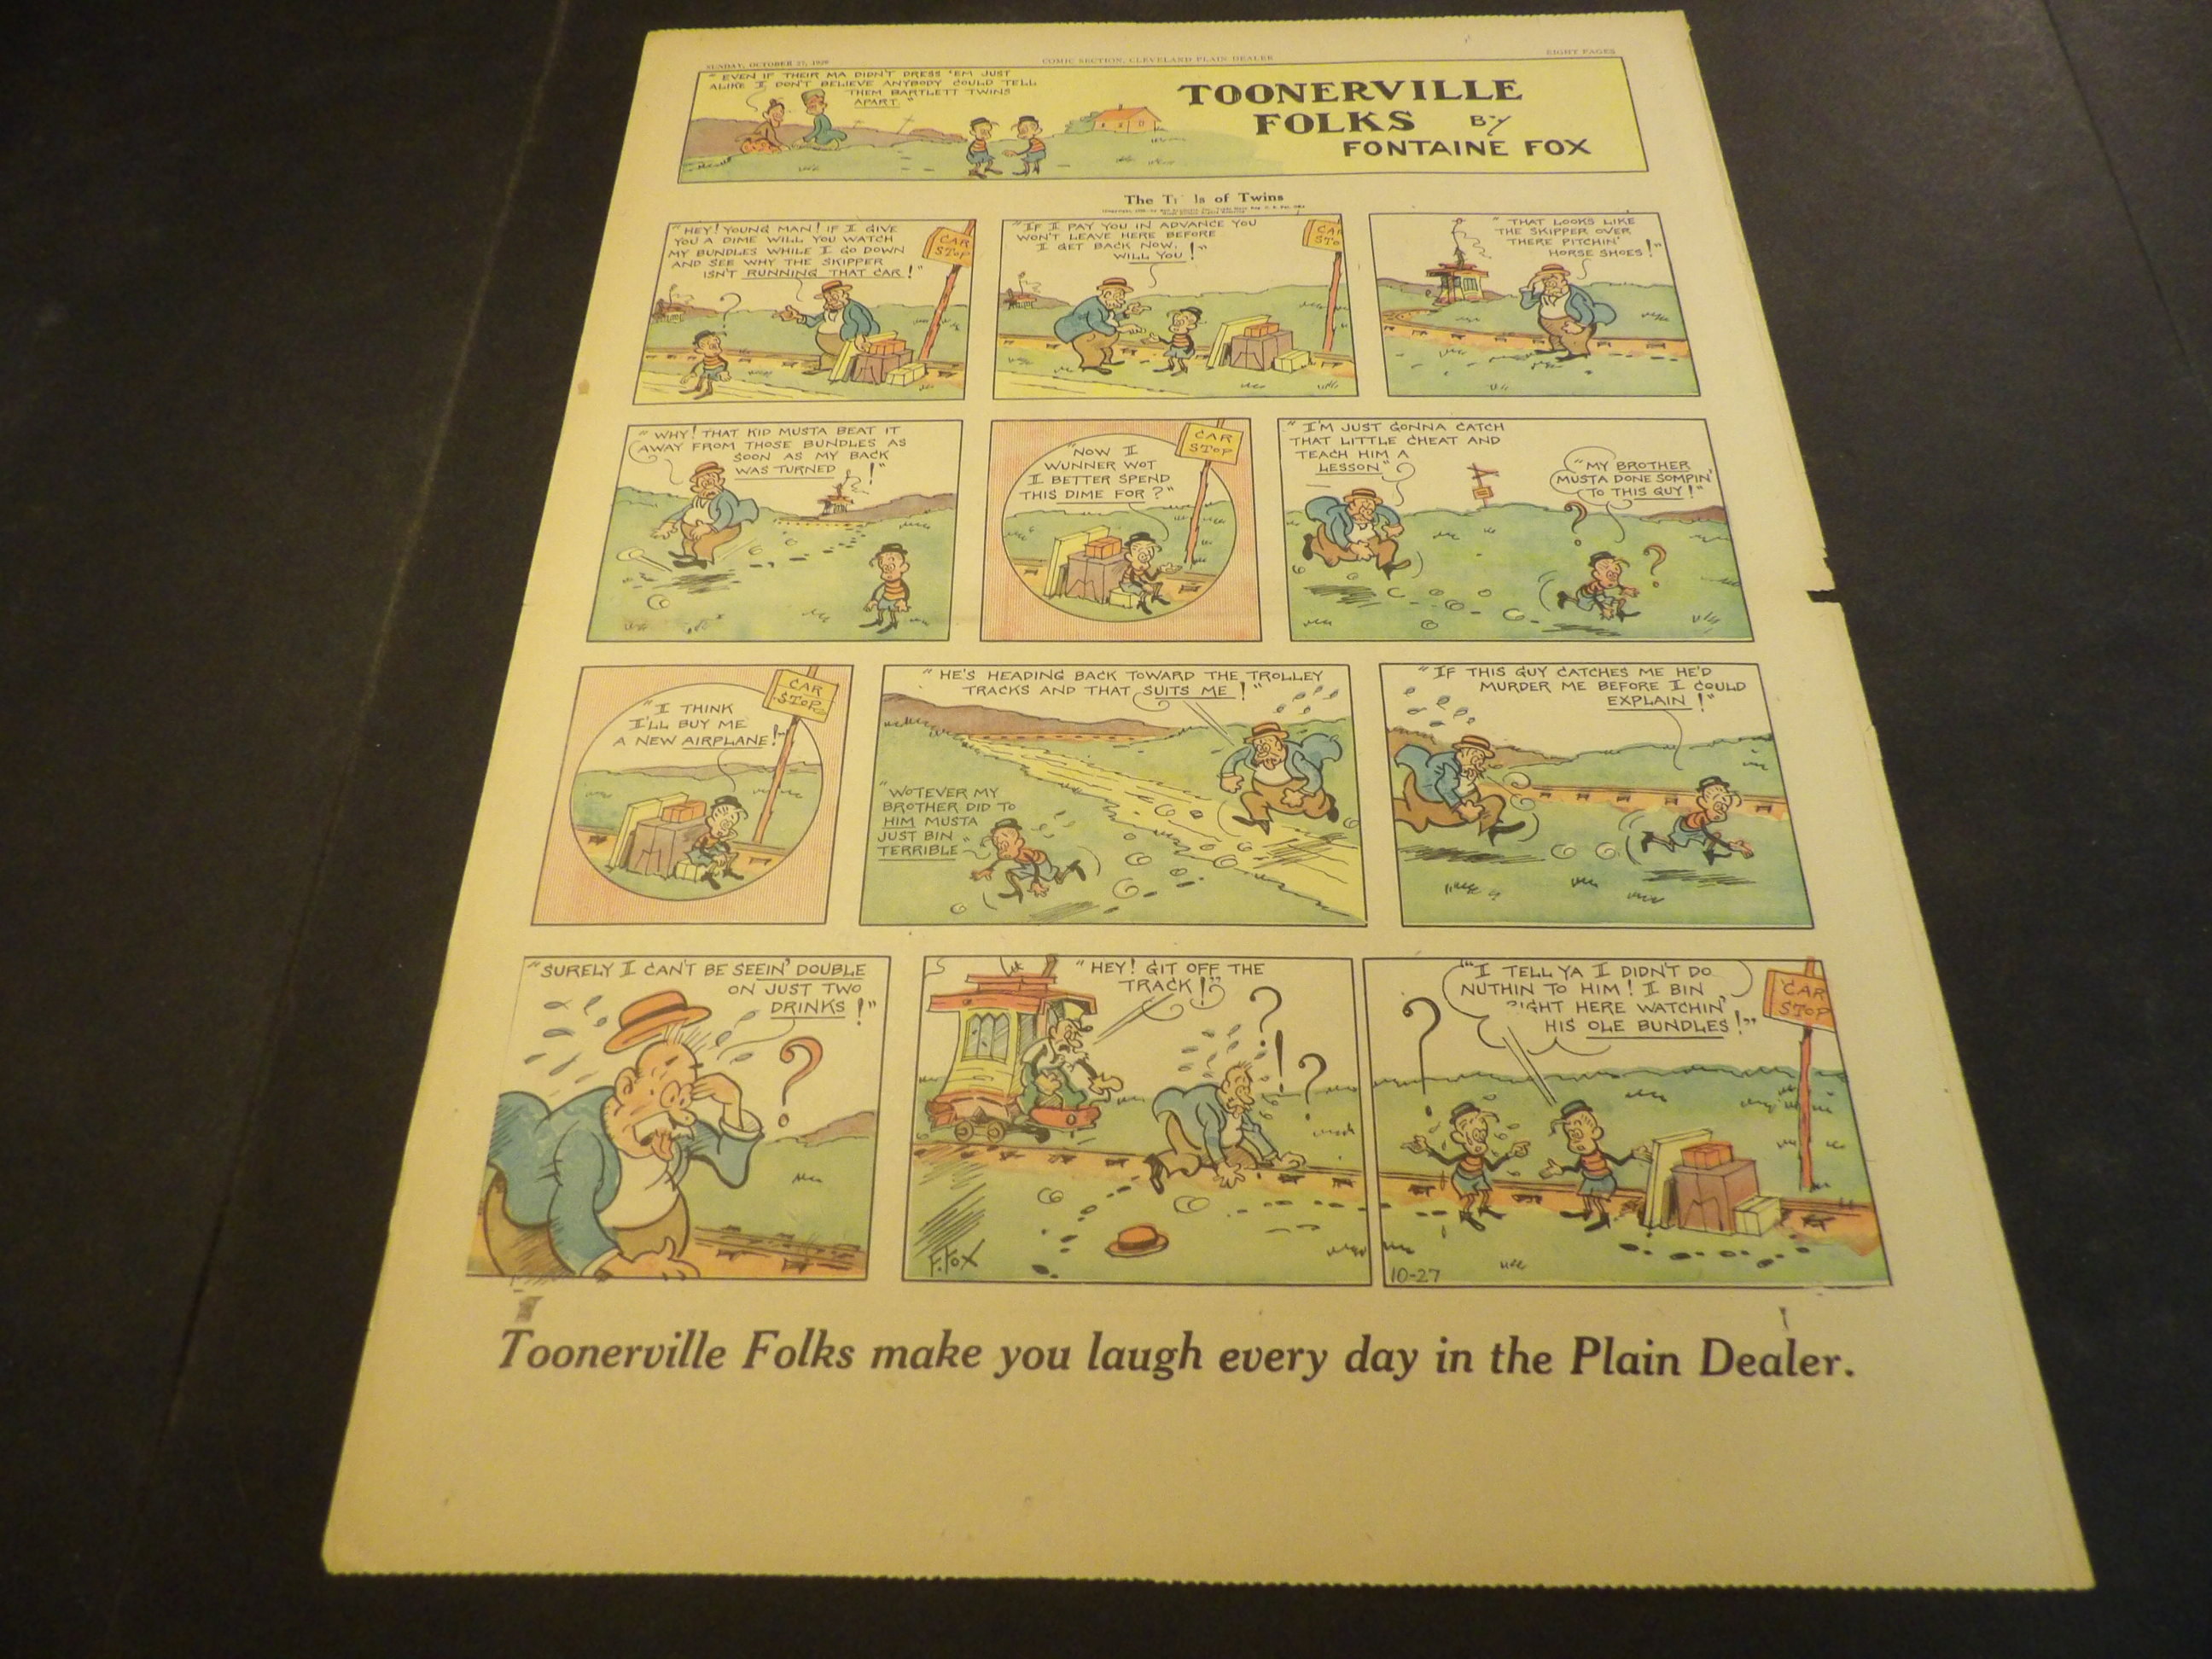 SUNDAY, OCTOBER 27, 1929
COMIC SECTION, CLEVELAND PLAIN DEALER
EIGHT PAGES
"EVEN IF THEIR MA DIDN'T DRESS 'EM JUST
ALIKE I DON'T BELIEVE ANYBODY COULD TELL
THEM BARTLETT TWINS
APART."
TOONERVILLE
FOLKS BY
FONTAINE FOX
The Tr ls of Twins
"HEY! YOUNG MAN! IF I GIVE
YOU A DIME WILL YOU WATCH
MY BUNDLES WHILE I GO DOWN
AND SEE WHY THE SKIPPER
ISN'T RUNNING THAT CAR!"
CAR
STOP
?
"IF I PAY YOU IN ADVANCE YOU
WON'T LEAVE HERE BEFORE
I GET BACK NOW,
WILL YOU!"
CAR
STO
"THAT LOOKS LIKE
THE SKIPPER OVER
THERE PITCHIN'
HORSE SHOES!"
"WHY! THAT KID MUSTA BEAT IT
AWAY FROM THOSE BUNDLES AS
SOON AS MY BACK
WAS TURNED!"
CAR
STOP
"NOW I
WUNNER WOT
I BETTER SPEND
THIS DIME FOR?"
"I'M JUST GONNA CATCH
THAT LITTLE CHEAT AND
TEACH HIM A
LESSON"
"MY BROTHER
MUSTA DONE SOMPIN'
TO THIS GUY!"
? ?
CAR
STOP
"I THINK
I'LL BUY ME
A NEW AIRPLANE!"
"HE'S HEADING BACK TOWARD THE TROLLEY
TRACKS AND THAT SUITS ME!"
"WOTEVER MY
BROTHER DID TO
HIM MUSTA
JUST BIN
TERRIBLE"
"IF THIS GUY CATCHES ME HE'D
MURDER ME BEFORE I COULD
EXPLAIN!"
"SURELY I CAN'T BE SEEIN' DOUBLE
ON JUST TWO
DRINKS!"
?
"HEY! GIT OFF THE
TRACK!"
? ! ?
F. FOX
"I TELL YA I DIDN'T DO
NUTHIN TO HIM! I BIN
RIGHT HERE WATCHIN'
HIS OLE BUNDLES!"
?
CAR
STOP
10-27
Toonerville Folks make you laugh every day in the Plain Dealer.